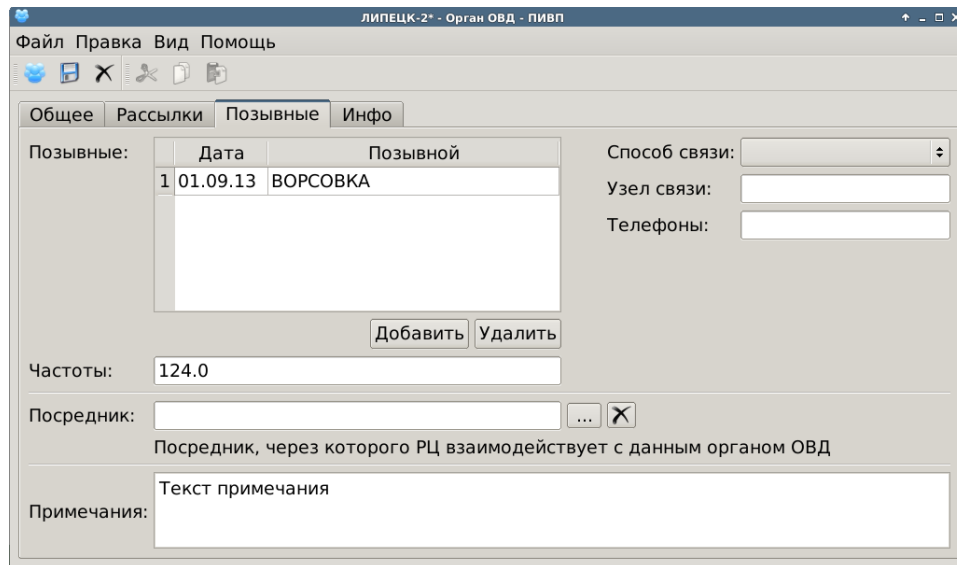 ЛИПЕЦК-2* - Орган ОВД - ПИВП
Файл Правка Вид Помощь
Общее Рассылки Позывные Инфо
Позывные: Дата Позывной Способ связи:
1 01.09.13 ВОРСОВКА Узел связи:
Телефоны:
Добавить Удалить
Частоты: 124.0
Посредник: ...
Посредник, через которого РЦ взаимодействует с данным органом ОВД
Текст примечания
Примечания: